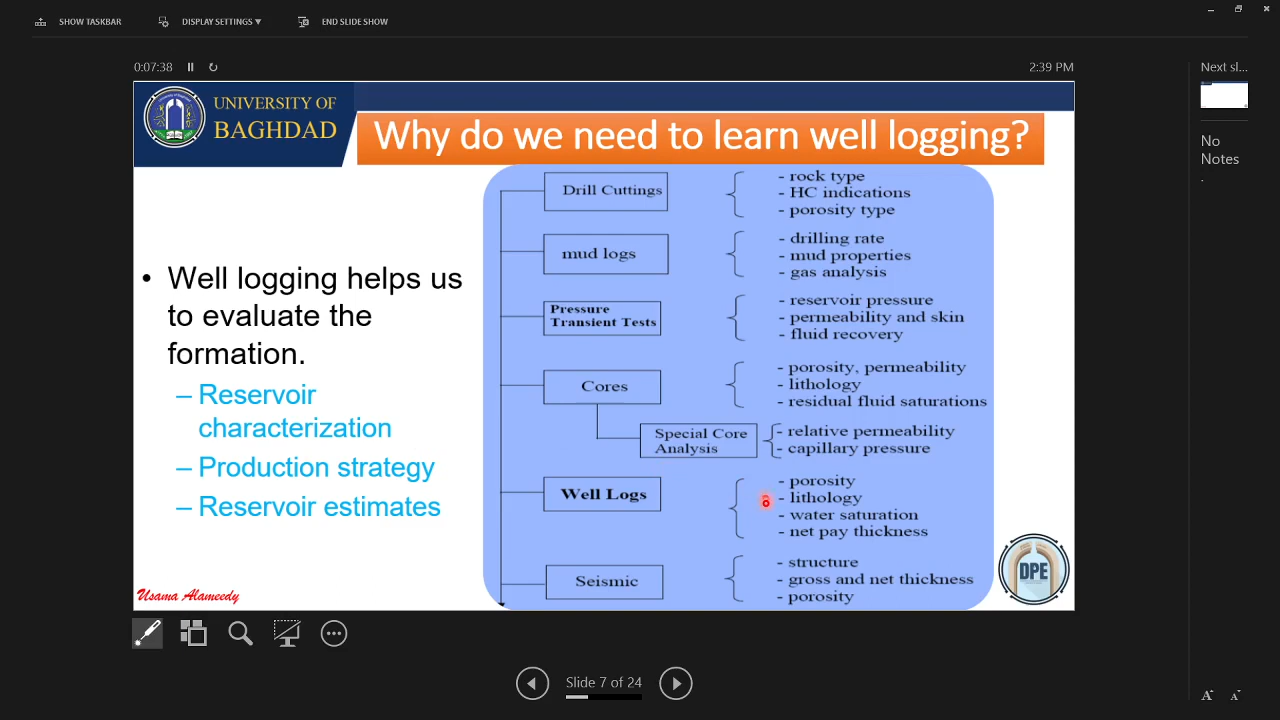 SHOW TASKBAR
DISPLAY SETTINGS
END SLIDE SHOW
0:07:38
2:39 PM
UNIVERSITY OF
BAGHDAD
Why do we need to learn well logging?
• Well logging helps us
to evaluate the
formation.
– Reservoir
characterization
– Production strategy
– Reservoir estimates
Drill Cuttings
- rock type
- HC indications
- porosity type
mud logs
- drilling rate
- mud properties
- gas analysis
Pressure
Transient Tests
- reservoir pressure
- permeability and skin
- fluid recovery
Cores
- porosity, permeability
- lithology
- residual fluid saturations
Special Core
Analysis
- relative permeability
- capillary pressure
Well Logs
- porosity
- lithology
- water saturation
- net pay thickness
Seismic
- structure
- gross and net thickness
- porosity
Usama Alameedy
DPE
Slide 7 of 24
Next sl...
No
Notes
.
A
A